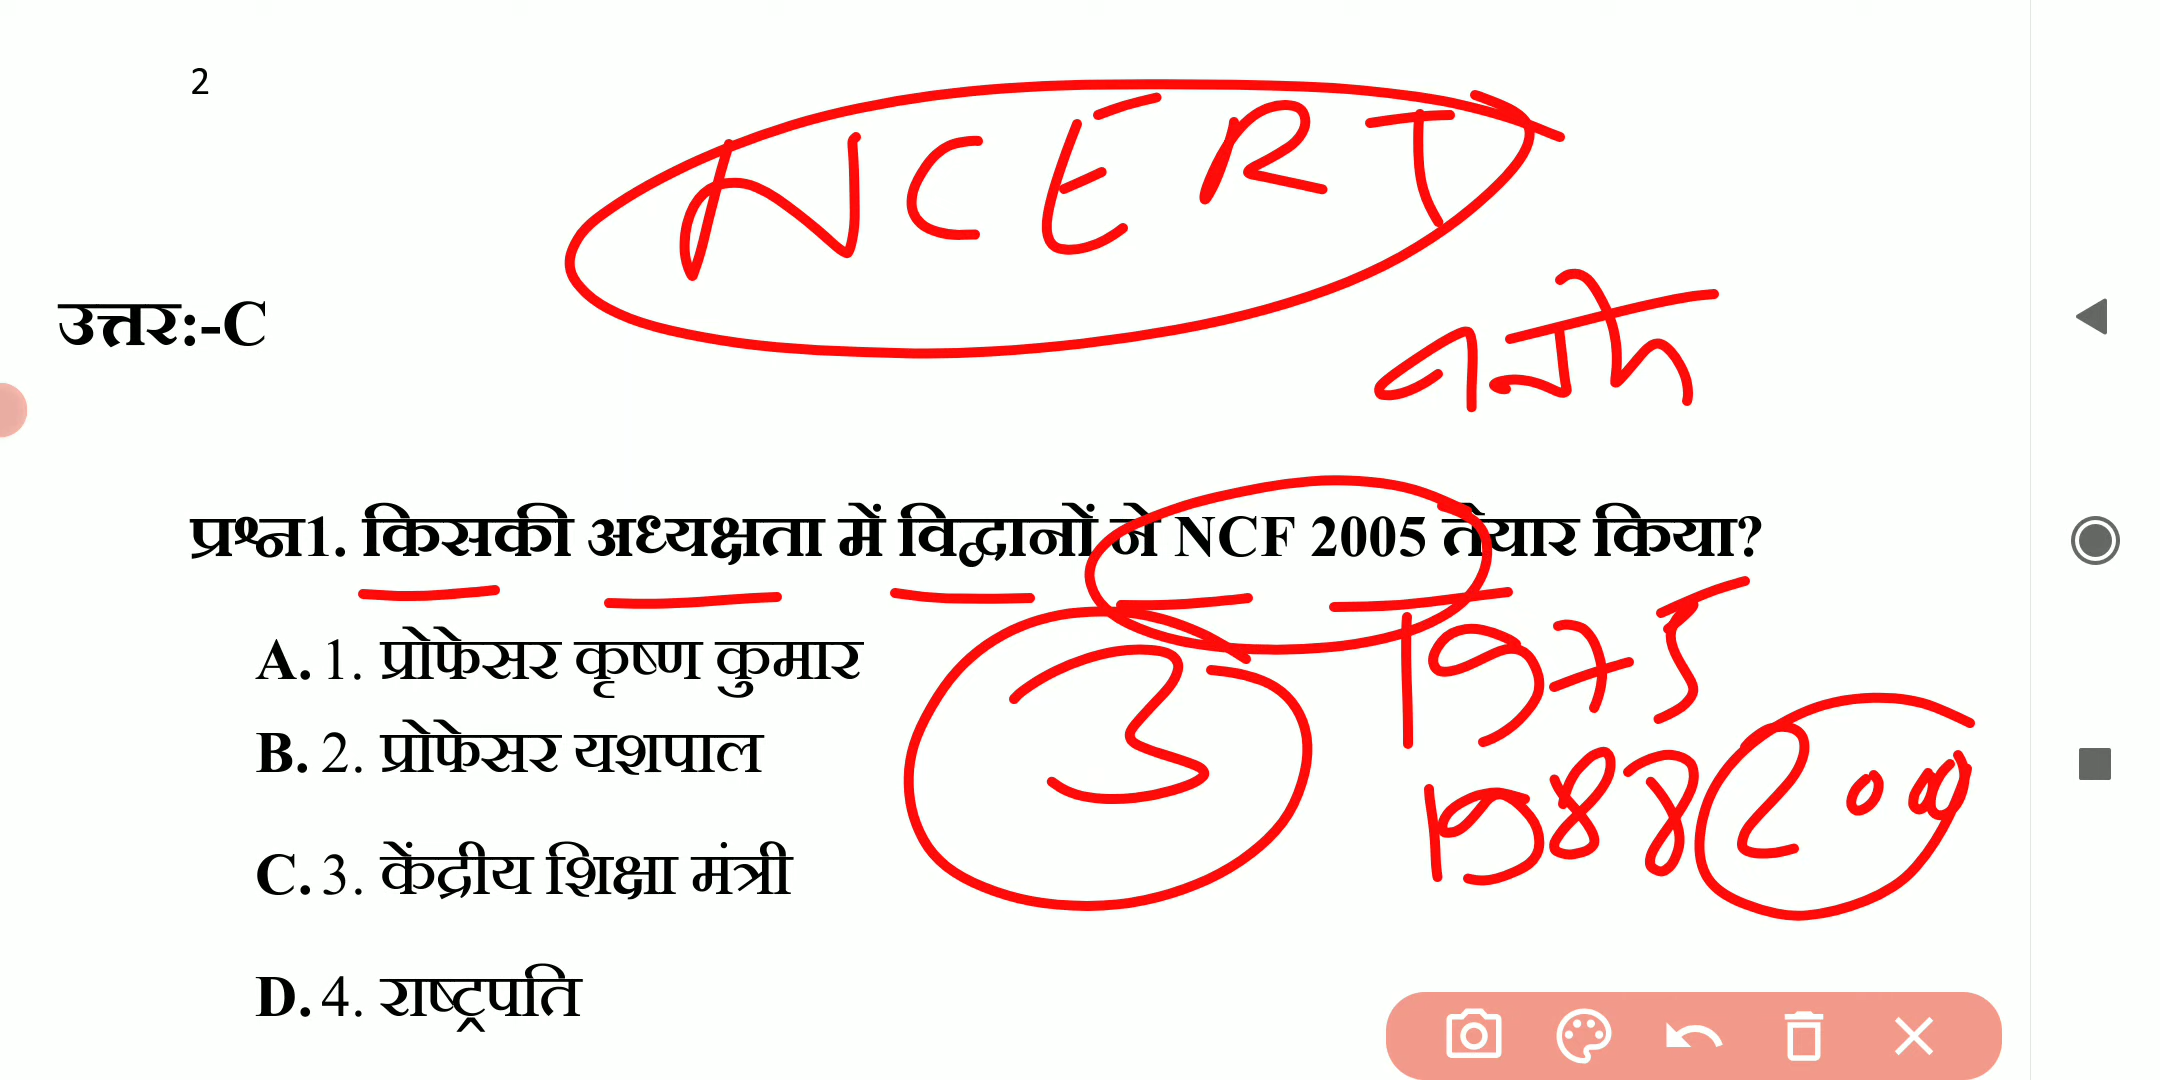 2
NCERT
उत्तर:-C
प्रश्न1. किसकी अध्यक्षता में विद्वानों ने NCF 2005 तैयार किया?
1975
A. 1. प्रोफेसर कृष्ण कुमार
3
B. 2. प्रोफेसर यशपाल
1988
C. 3. केंद्रीय शिक्षा मंत्री
D. 4. राष्ट्रपति